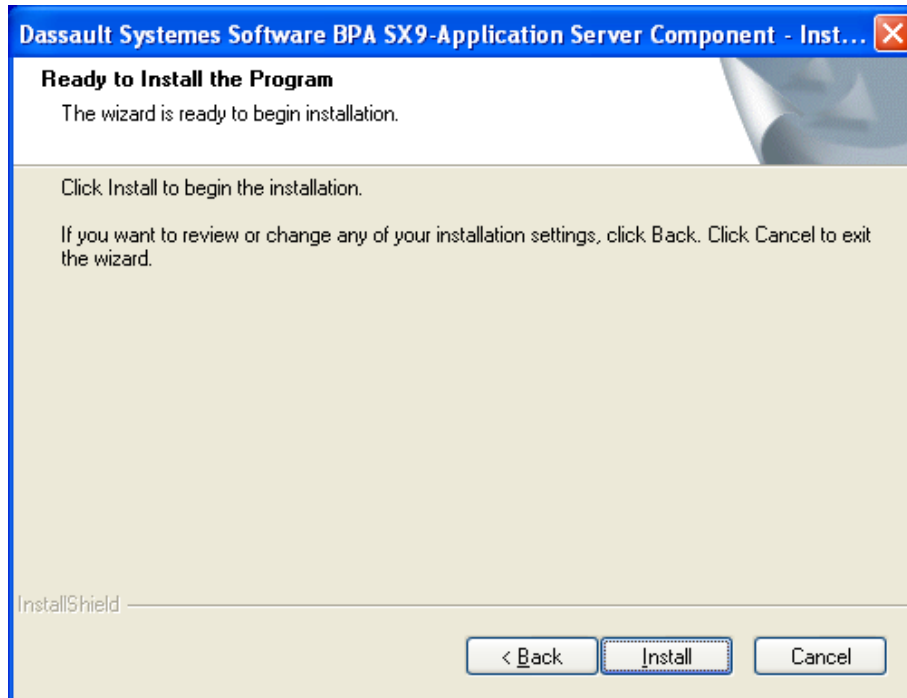 Dassault Systemes Software BPA SX9-Application Server Component - Inst...
Ready to Install the Program
The wizard is ready to begin installation.
Click Install to begin the installation.
If you want to review or change any of your installation settings, click Back. Click Cancel to exit
the wizard.
InstallShield
< Back
Install
Cancel